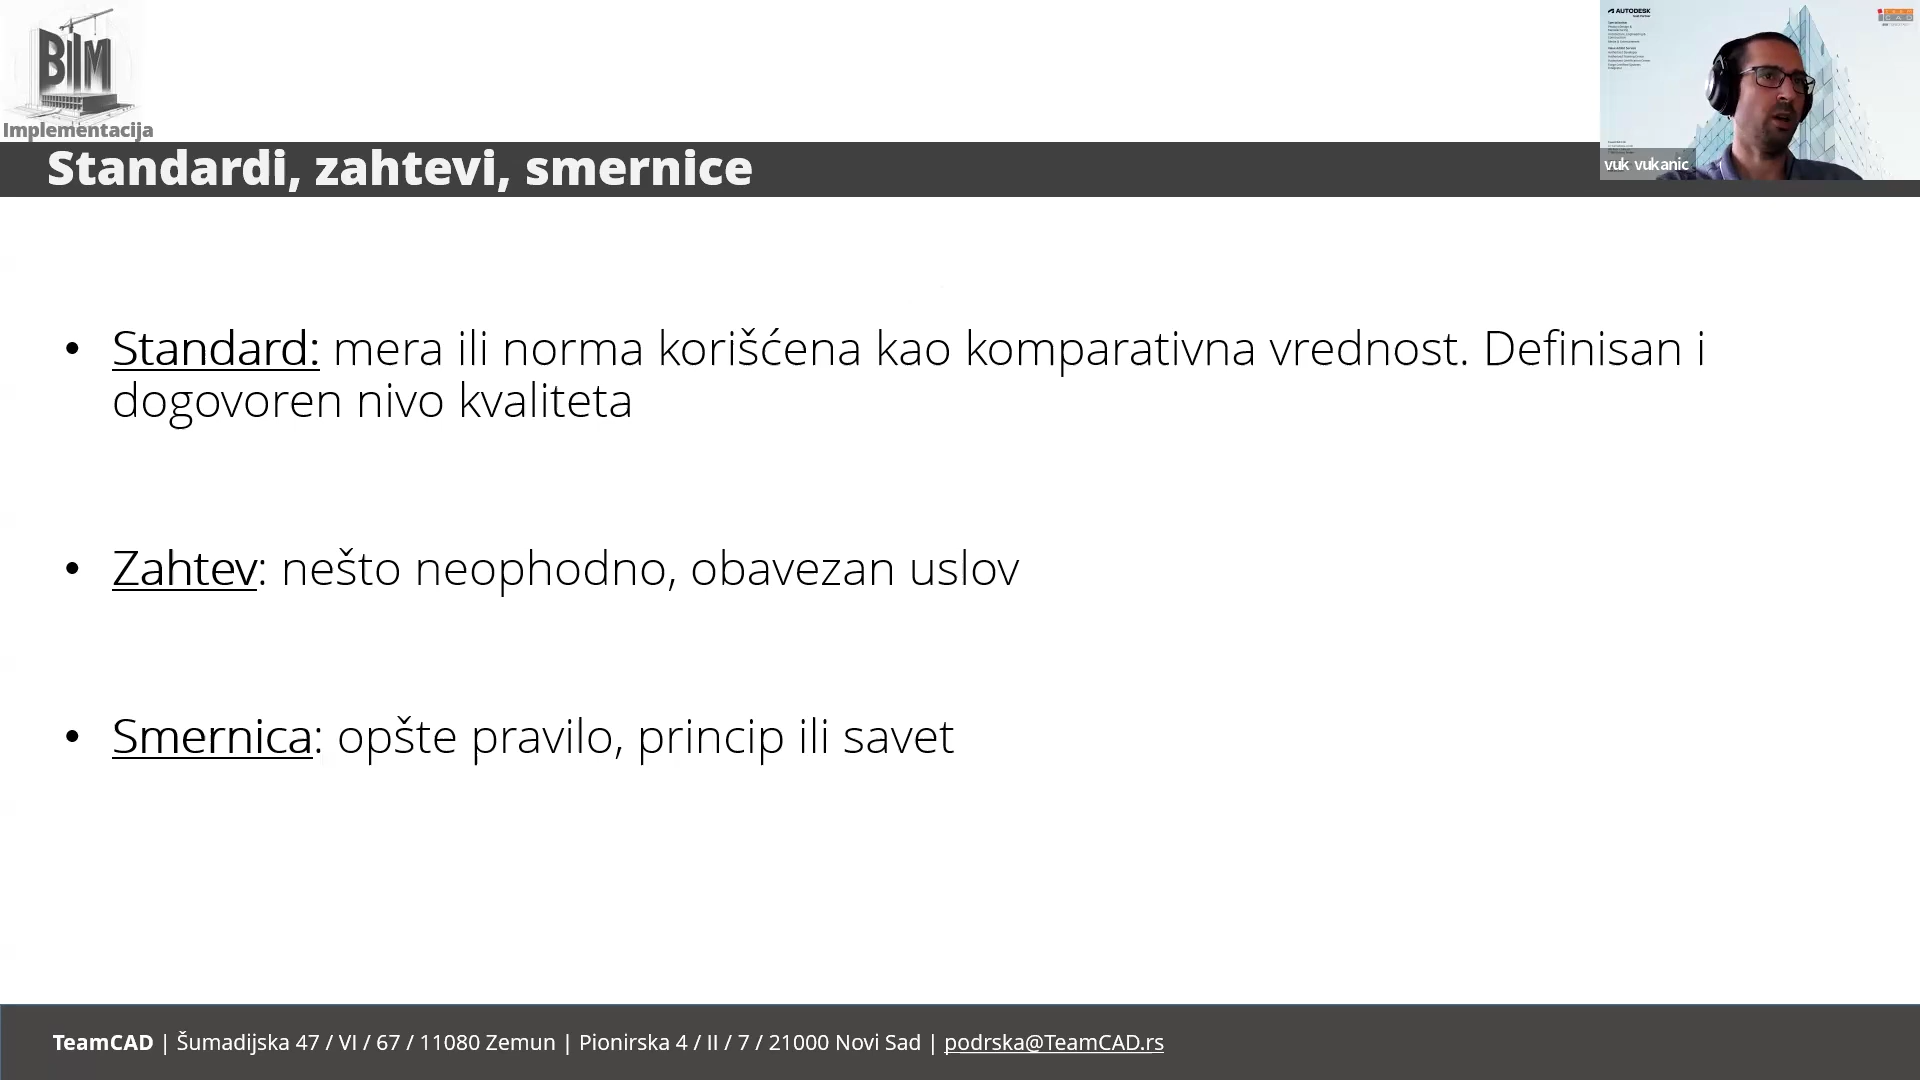 BIM
Implementacija
Standardi, zahtevi, smernice
AUTODESK
vuk vukanic
• Standard: mera ili norma korišćena kao komparativna vrednost. Definisan i
dogovoren nivo kvaliteta
• Zahtev: nešto neophodno, obavezan uslov
• Smernica: opšte pravilo, princip ili savet
TeamCAD | Šumadijska 47 / VI / 67 / 11080 Zemun | Pionirska 4 / II / 7 / 21000 Novi Sad | podrska@TeamCAD.rs